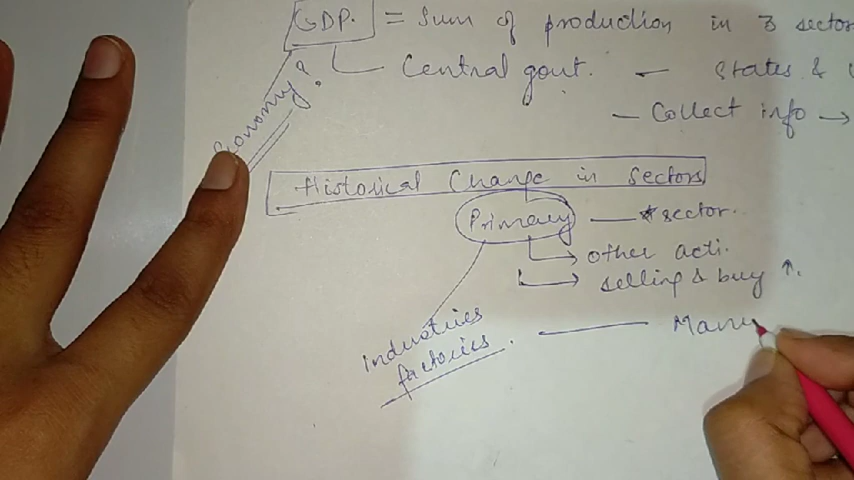 GDP. = Sum of production in 3 sector
Central govt. — States &
— Collect info →
Economy?
Historical Change in Sectors
Primary — *sector.
→ other acti.
→ selling & buy ↑.
Industries — Manu
factories.